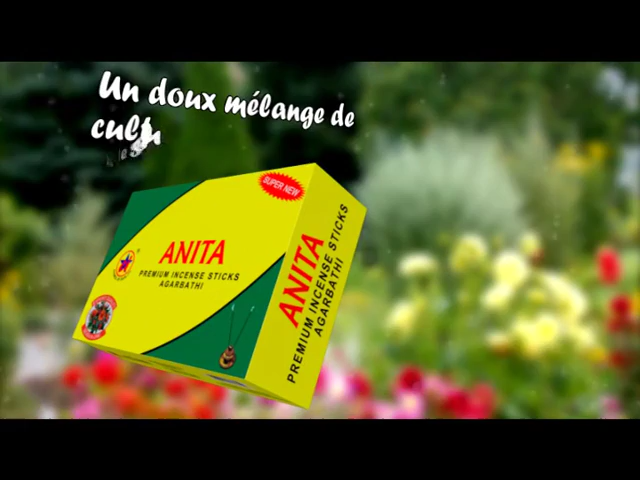 Un doux mélange de
SUPER NEW
ANITA
PREMIUM INCENSE STICKS
AGARBATHI
ANITA
PREMIUM INCENSE STICKS
AGARBATHI